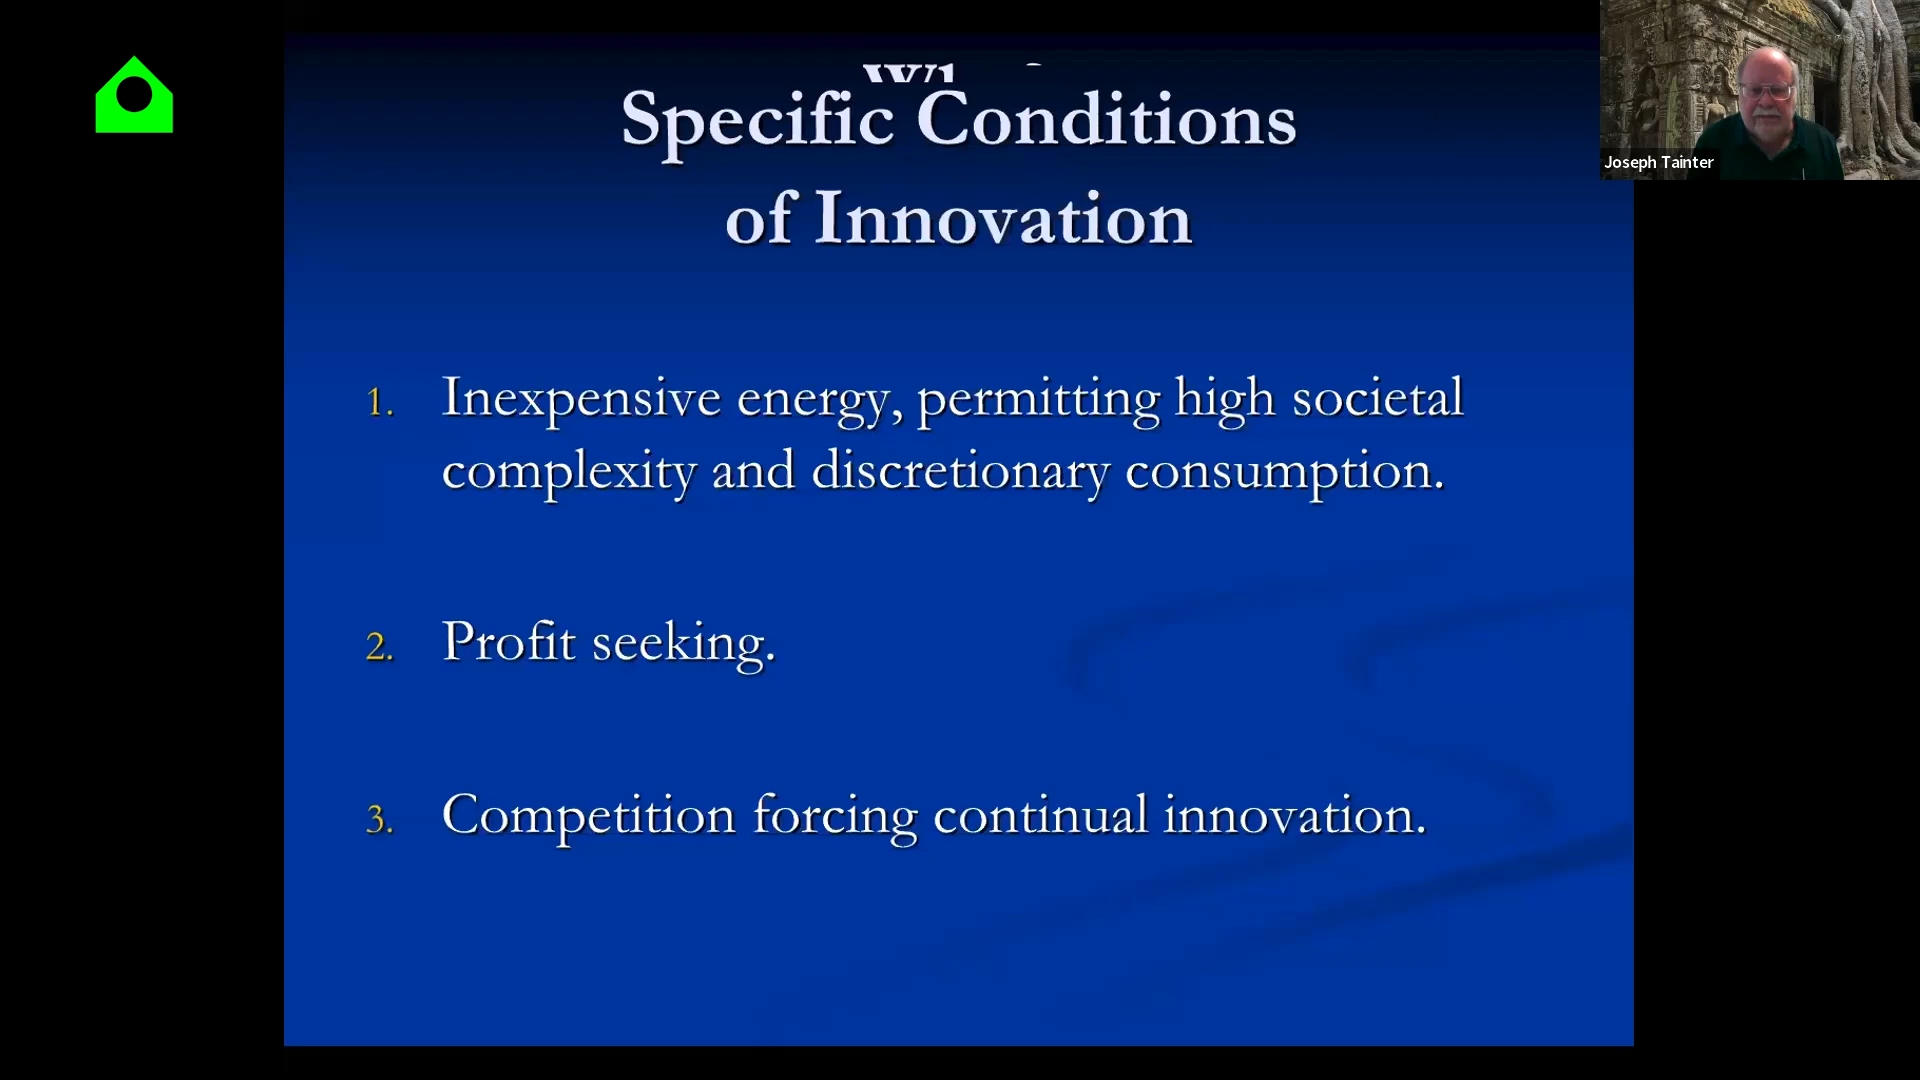 Specific Conditions
of Innovation
Joseph Tainter
1. Inexpensive energy, permitting high societal
complexity and discretionary consumption.
2. Profit seeking.
3. Competition forcing continual innovation.